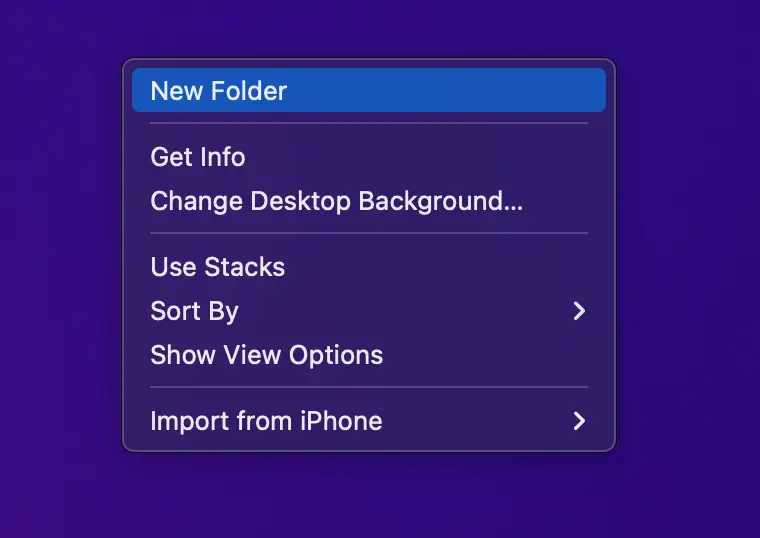 New Folder
Get Info
Change Desktop Background...
Use Stacks
Sort By
Show View Options
Import from iPhone